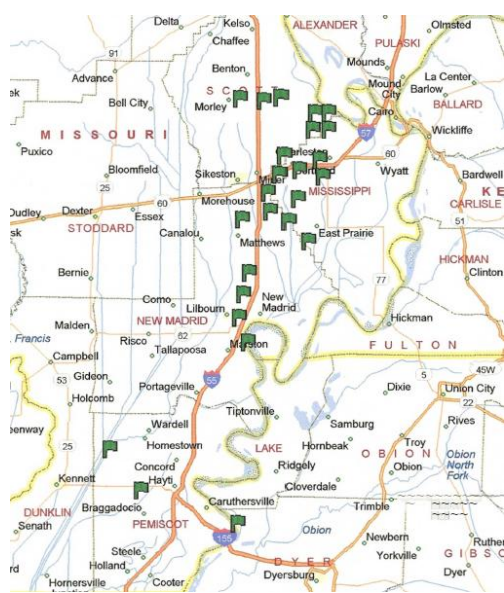 Delta
Kelso
ALEXANDER
Olmsted
Chaffee
PULASKI
91
Benton
Mounds
Advance
S C O T T
Mound
City
La Center
Bell City
Morley
Barlow
Cairo
BALLARD
M I S S O U R I
57
Wickliffe
Puxico
60
Bloomfield
Sikeston
Miner
Wyatt
Bardwell
25
Morehouse
MISSISSIPPI
K E
60
CARLISLE
Dudley
Dexter
Essex
51
STODDARD
Canalou
East Prairie
Matthews
HICKMAN
Bernie
77
Clinton
Como
New
Madrid
Lilbourn
Malden
NEW MADRID
Hickman
Francis
Risco
62
F U L T O N
Campbell
Tallapoosa
Marston
45W
Gideon
55
5
53
Portageville
Dixie
Union City
Holcomb
22
Tiptonville
Samburg
Rives
Wardell
Troy
25
Homestown
Hornbeak
O B I O N
LAKE
Obion
North
Fork
Concord
Ridgely
Obion
Kennett
Hayti
Cloverdale
Caruthersville
Trimble
DUNKLIN
Braggadocio
Senath
PEMISCOT
Obion
155
Newbern
Steele
Yorkville
Holland
D Y E R
Hornersville
Junction
Cooter
Dyersburg
Dyer